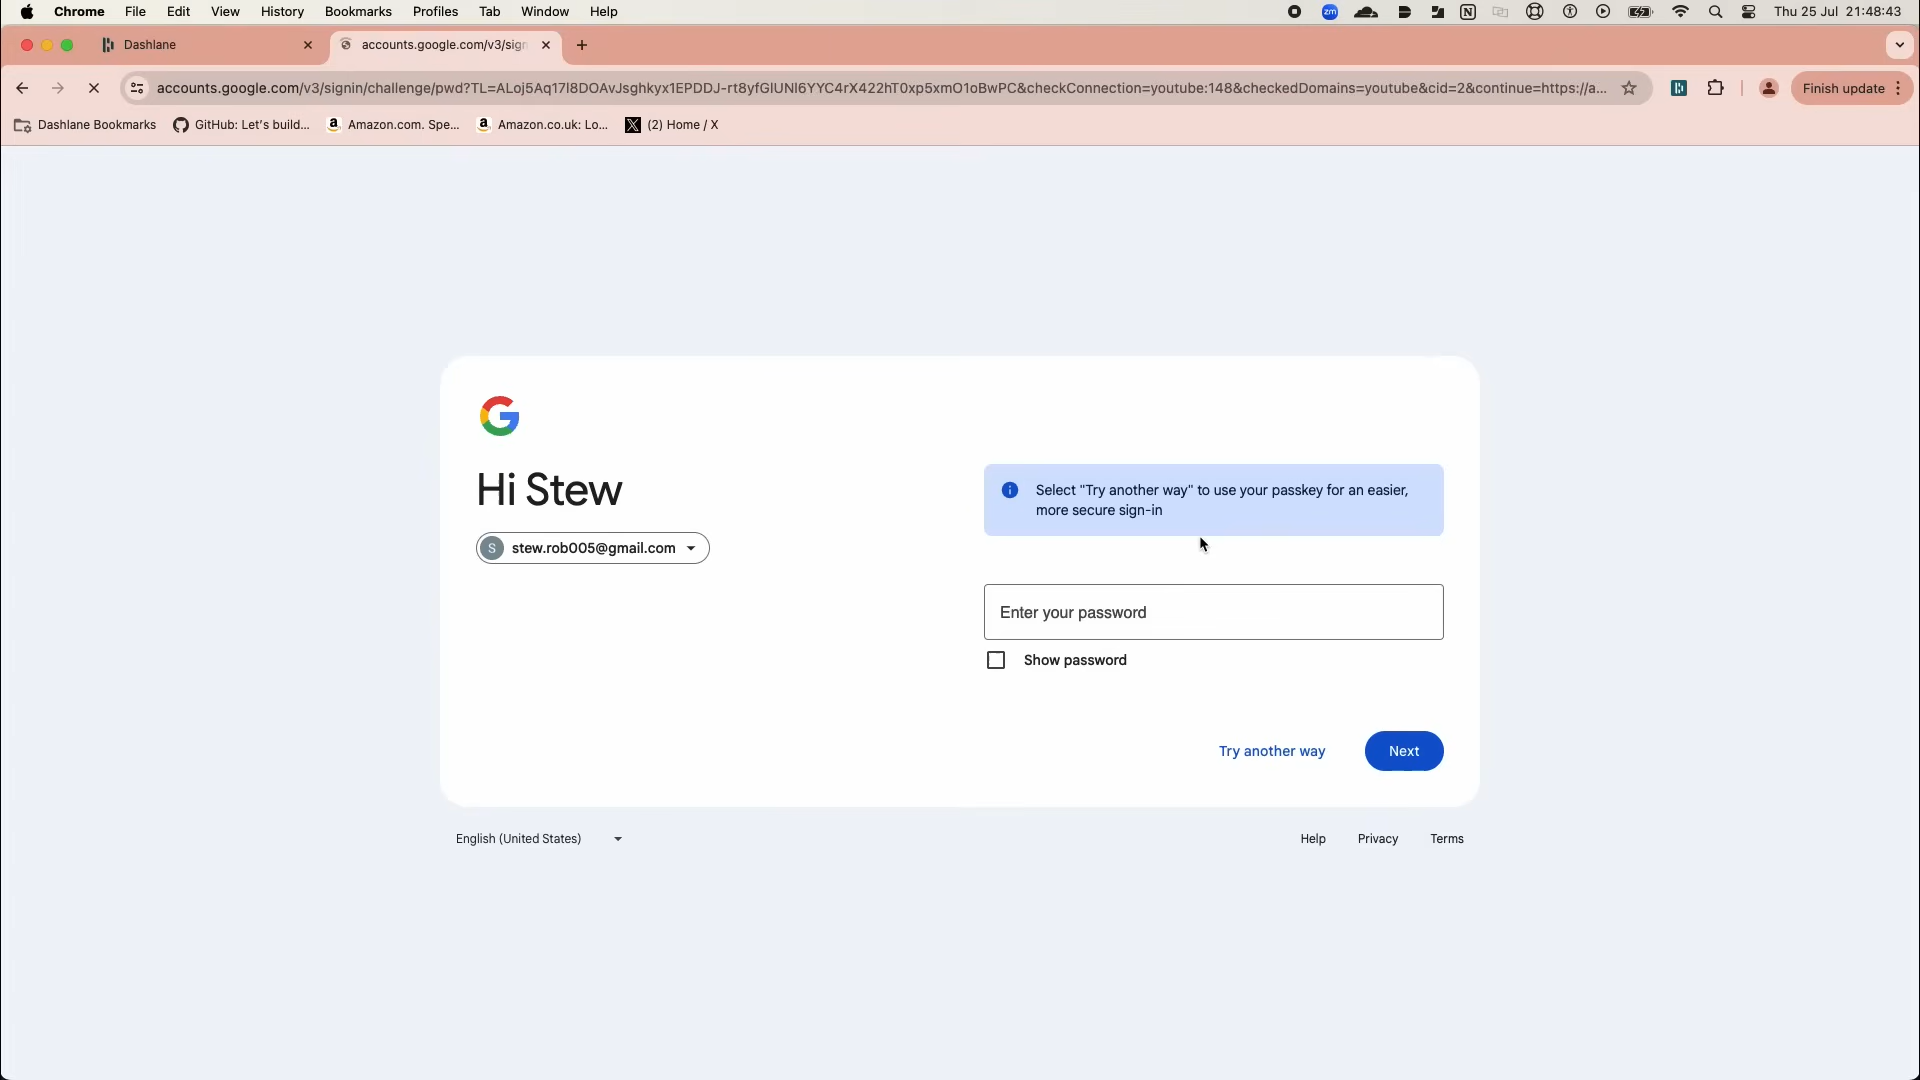 Chrome File Edit View History Bookmarks Profiles Tab Window Help zm Thu 25 Jul 21:48:43
Dashlane accounts.google.com/v3/sign
accounts.google.com/v3/signin/challenge/pwd?TL=ALoj5Aq17l8DOAvJsghkyx1EPDDJ-rt8yfGlUNl6YYC4rX422hT0xp5xmO1oBwPC&checkConnection=youtube:148&checkedDomains=youtube&cid=2&continue=https://a... Finish update
Dashlane Bookmarks GitHub: Let's build... Amazon.com. Spe... Amazon.co.uk: Lo... (2) Home / X
Hi Stew
S stew.rob005@gmail.com
Select "Try another way" to use your passkey for an easier,
more secure sign-in
Enter your password
Show password
Try another way Next
English (United States) Help Privacy Terms